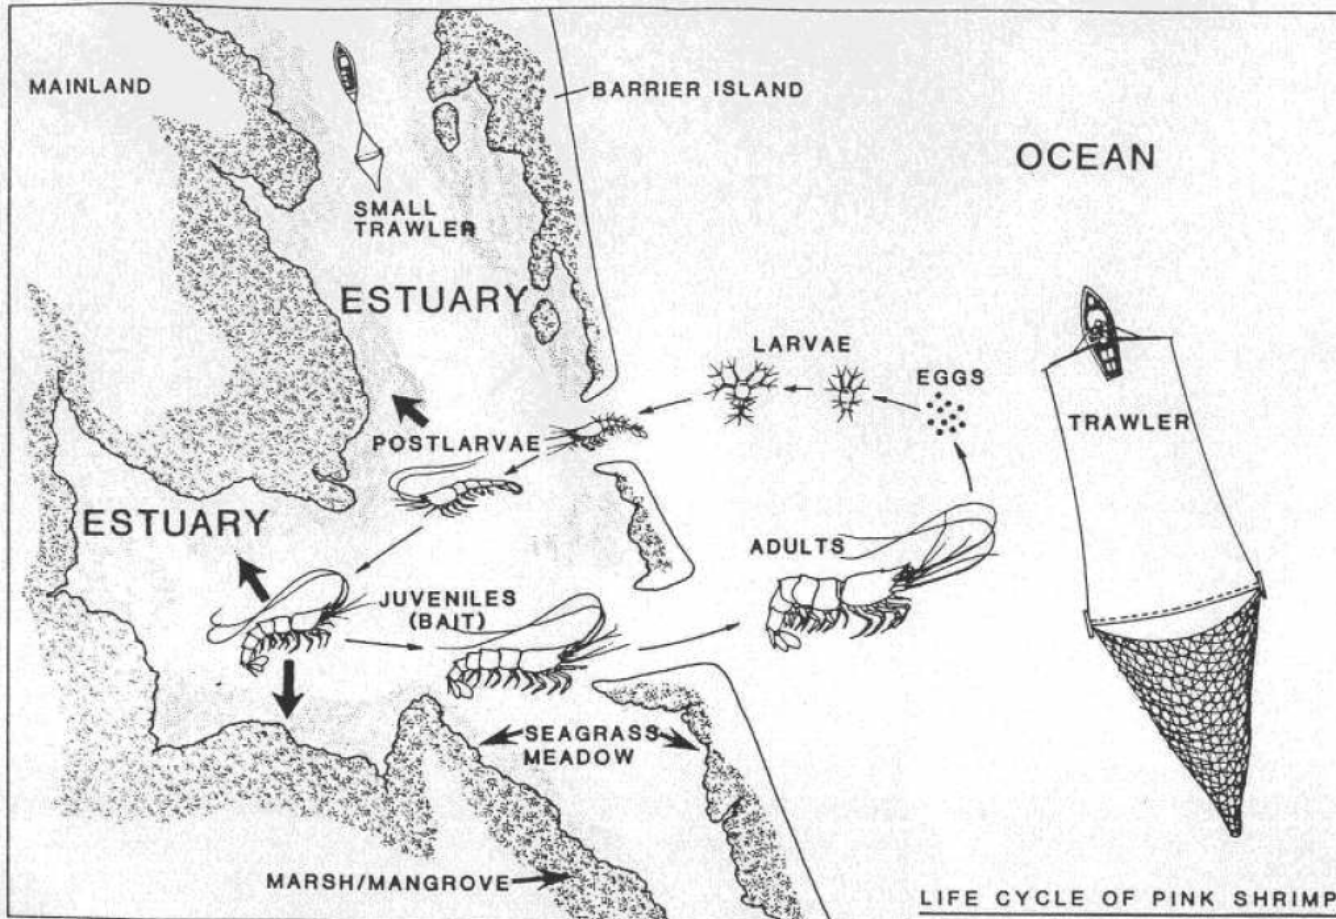 MAINLAND
BARRIER ISLAND
OCEAN
SMALL
TRAWLER
ESTUARY
LARVAE
EGGS
TRAWLER
POSTLARVAE
ESTUARY
ADULTS
JUVENILES
(BAIT)
SEAGRASS
MEADOW
MARSH/MANGROVE
LIFE CYCLE OF PINK SHRIMP